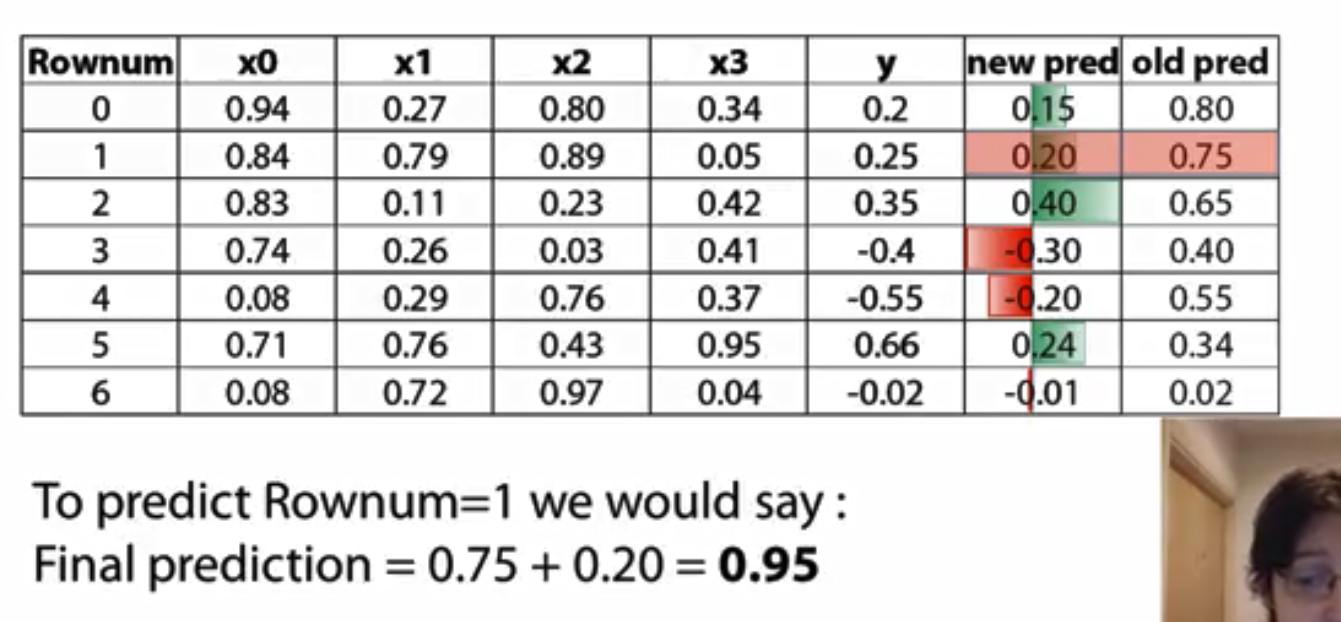 Rownum x0 x1 x2 x3 y new pred old pred
0 0.94 0.27 0.80 0.34 0.2 0.15 0.80
1 0.84 0.79 0.89 0.05 0.25 0.20 0.75
2 0.83 0.11 0.23 0.42 0.35 0.40 0.65
3 0.74 0.26 0.03 0.41 -0.4 -0.30 0.40
4 0.08 0.29 0.76 0.37 -0.55 -0.20 0.55
5 0.71 0.76 0.43 0.95 0.66 0.24 0.34
6 0.08 0.72 0.97 0.04 -0.02 -0.01 0.02
To predict Rownum=1 we would say :
Final prediction = 0.75 + 0.20 = 0.95